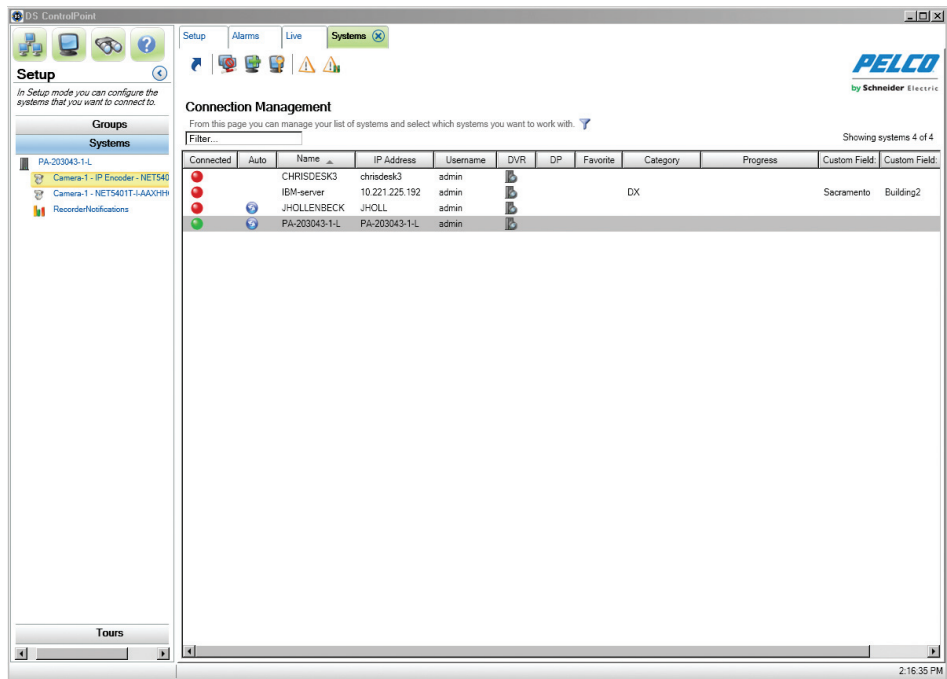 DS ControlPoint
Setup
In Setup mode you can configure the
systems that you want to connect to.
Groups
Systems
PA-203043-1-L
Camera-1 - IP Encoder - NET540
Camera-1 - NET5401T-I-AAXHH
RecorderNotifications
Tours
Setup Alarms Live Systems
PELCO
by Schneider Electric
Connection Management
From this page you can manage your list of systems and select which systems you want to work with.
Filter...
Showing systems 4 of 4
Connected Auto Name IP Address Username DVR DP Favorite Category Progress Custom Field: Custom Field:
CHRISDESK3 chrisdesk3 admin
IBM-server 10.221.225.192 admin DX Sacramento Building2
JHOLLENBECK JHOLL admin
PA-203043-1-L PA-203043-1-L admin
2:16:35 PM